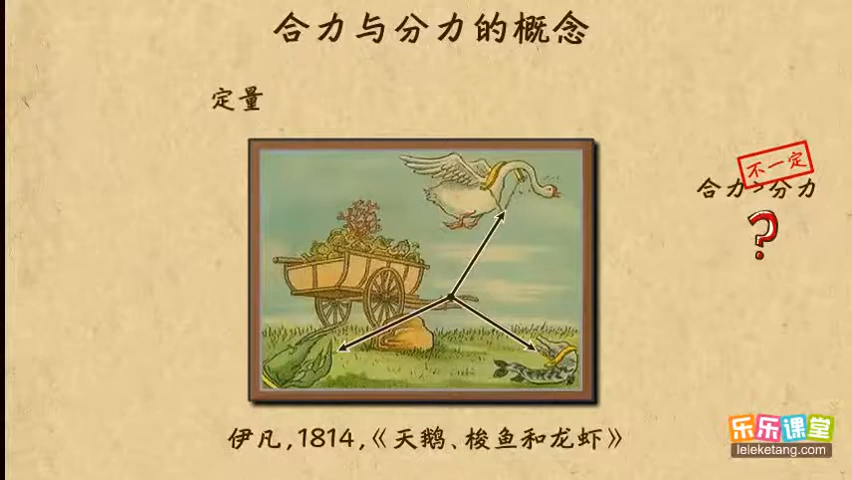 合力与分力的概念
定量
不一定
合力>分力
?
伊凡,1814,《天鹅、梭鱼和龙虾》
乐乐课堂
leleketang.com